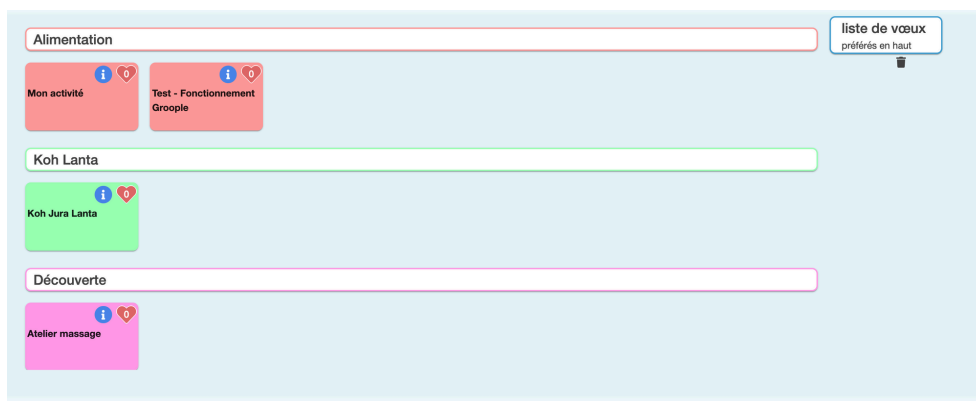 Alimentation
liste de vœux
préférés en haut
0
0
Mon activité
Test - Fonctionnement
Groople
Koh Lanta
0
Koh Jura Lanta
Découverte
0
Atelier massage